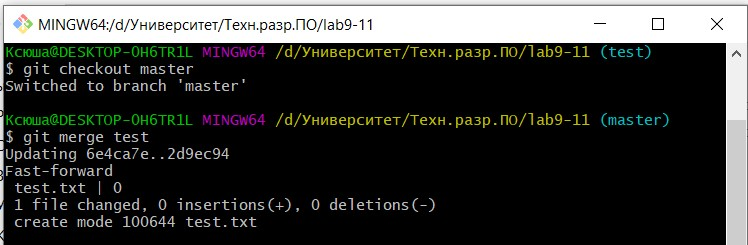 MINGW64:/d/Университет/Техн.разр.ПО/lab9-11
Ксюша@DESKTOP-OH6TR1L MINGW64 /d/Университет/Техн.разр.ПО/lab9-11 (test)
$ git checkout master
Switched to branch 'master'
Ксюша@DESKTOP-OH6TR1L MINGW64 /d/Университет/Техн.разр.ПО/lab9-11 (master)
$ git merge test
Updating 6e4ca7e..2d9ec94
Fast-forward
 test.txt | 0
 1 file changed, 0 insertions(+), 0 deletions(-)
 create mode 100644 test.txt